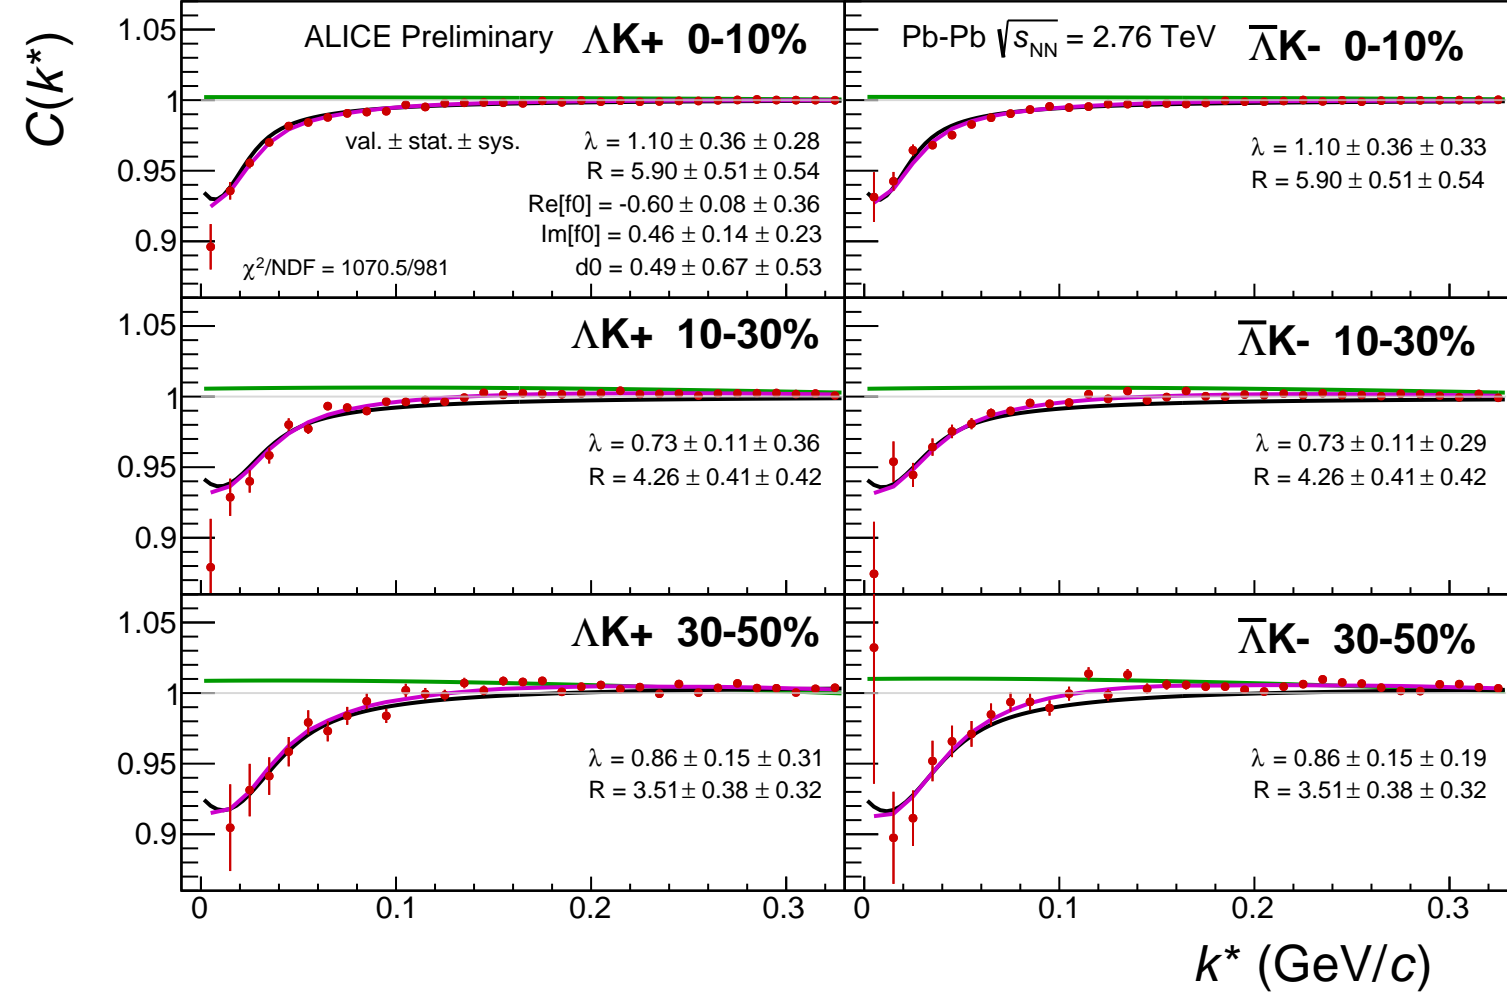 C(k*)
ALICE Preliminary ΛK+ 0-10%
1.05
1
0.95
0.9
val. ± stat. ± sys.
λ = 1.10 ± 0.36 ± 0.28
R = 5.90 ± 0.51 ± 0.54
Re[f0] = -0.60 ± 0.08 ± 0.36
Im[f0] = 0.46 ± 0.14 ± 0.23
d0 = 0.49 ± 0.67 ± 0.53
χ²/NDF = 1070.5/981
Pb-Pb √sNN = 2.76 TeV Λ̅K- 0-10%
λ = 1.10 ± 0.36 ± 0.33
R = 5.90 ± 0.51 ± 0.54
ΛK+ 10-30%
1.05
1
0.95
0.9
λ = 0.73 ± 0.11 ± 0.36
R = 4.26 ± 0.41 ± 0.42
Λ̅K- 10-30%
λ = 0.73 ± 0.11 ± 0.29
R = 4.26 ± 0.41 ± 0.42
ΛK+ 30-50%
1.05
1
0.95
0.9
λ = 0.86 ± 0.15 ± 0.31
R = 3.51 ± 0.38 ± 0.32
Λ̅K- 30-50%
λ = 0.86 ± 0.15 ± 0.19
R = 3.51 ± 0.38 ± 0.32
0 0.1 0.2 0.3 0 0.1 0.2 0.3
k* (GeV/c)